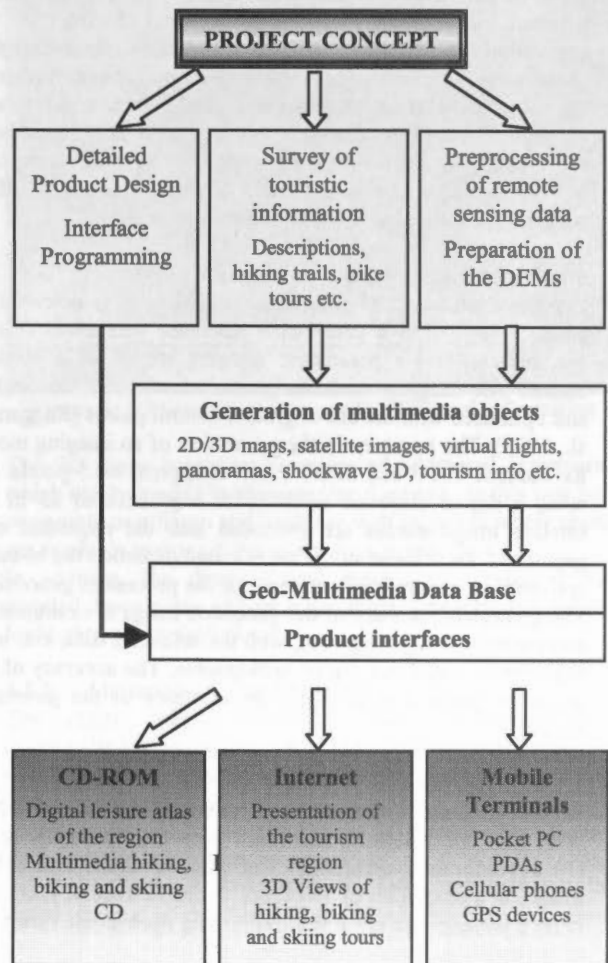 PROJECT CONCEPT
Detailed
Product Design
Interface
Programming
Survey of
touristic
information
Descriptions,
hiking trails, bike
tours etc.
Preprocessing
of remote
sensing data
Preparation of
the DEMs
Generation of multimedia objects
2D/3D maps, satellite images, virtual flights,
panoramas, shockwave 3D, tourism info etc.
Geo-Multimedia Data Base
Product interfaces
CD-ROM
Digital leisure atlas
of the region
Multimedia hiking,
biking and skiing
CD
Internet
Presentation of
the tourism
region
3D Views of
hiking, biking
and skiing tours
Mobile
Terminals
Pocket PC
PDAs
Cellular phones
GPS devices